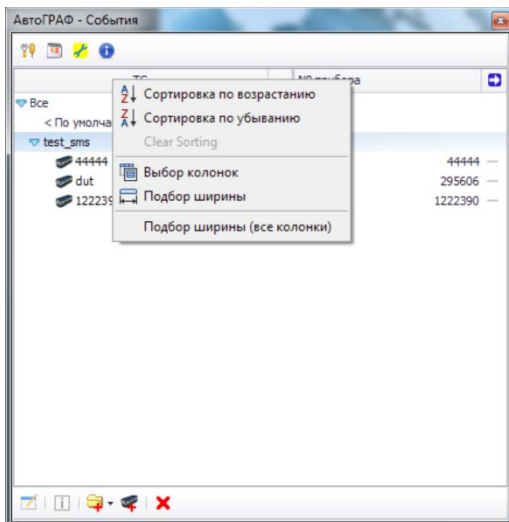 АвтоГРАФ - События
№ прибора
Все
< По умолча
test_sms
44444
44444 —
dut
295606 —
122239
1222390 —
Сортировка по возрастанию
Сортировка по убыванию
Clear Sorting
Выбор колонок
Подбор ширины
Подбор ширины (все колонки)